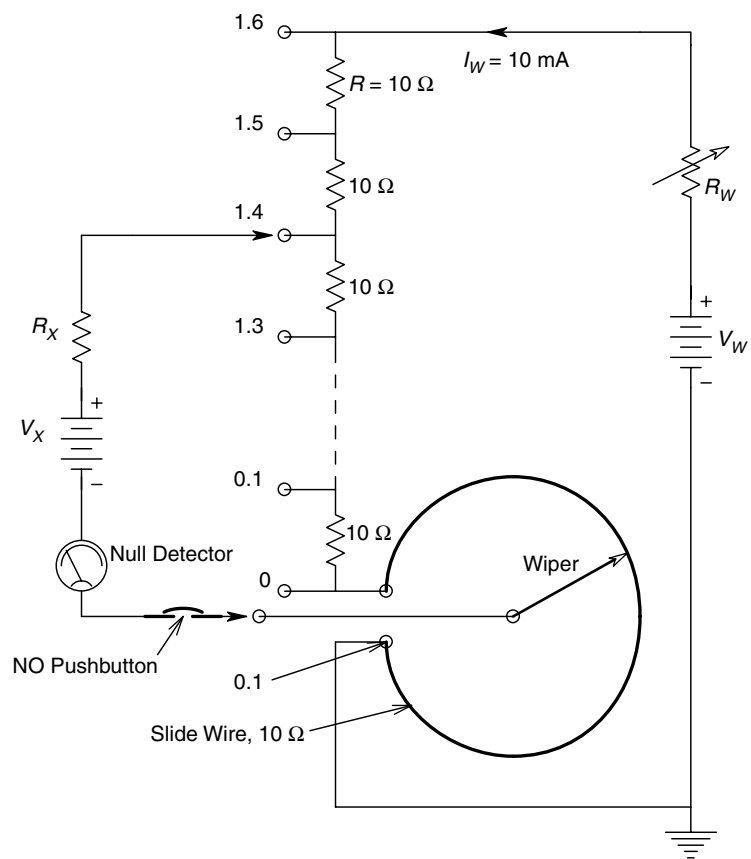 1.6
I_W = 10 mA
R = 10 Ω
1.5
10 Ω
R_W
1.4
10 Ω
R_X
1.3
+
V_W
–
+
V_X
–
0.1
10 Ω
Null Detector
Wiper
0
NO Pushbutton
0.1
Slide Wire, 10 Ω